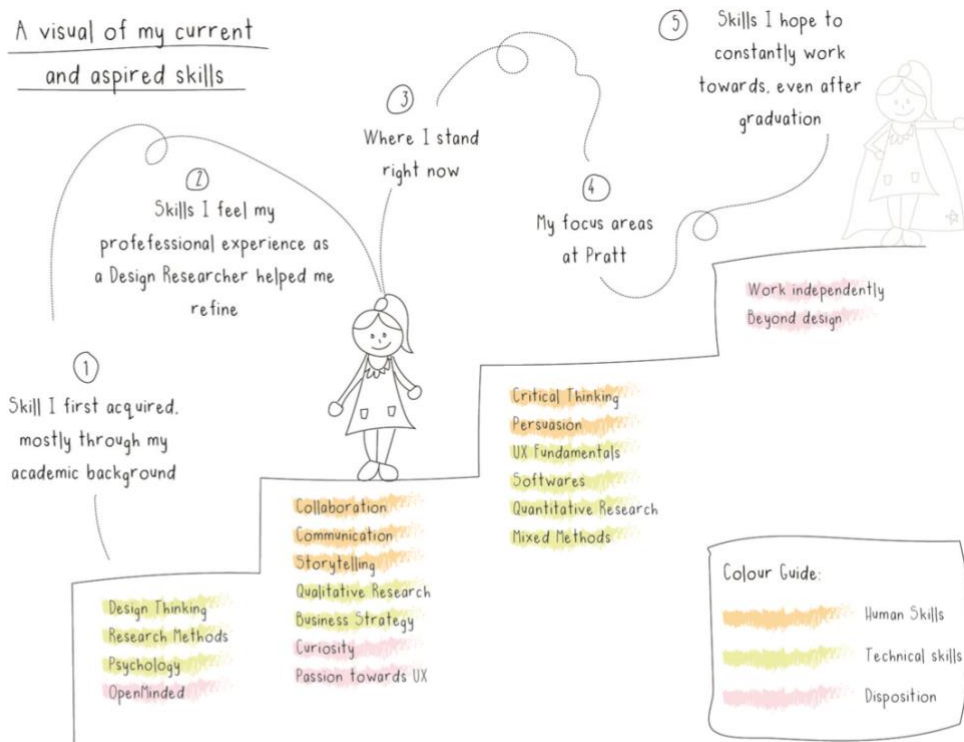 A visual of my current
and aspired skills
1
Skill I first acquired,
mostly through my
academic background
2
Skills I feel my
profefessional experience as
a Design Researcher helped me
refine
3
Where I stand
right now
4
My focus areas
at Pratt
5
Skills I hope to
constantly work
towards, even after
graduation
Design Thinking
Research Methods
Psychology
OpenMinded
Collaboration
Communication
Storytelling
Qualitative Research
Business Strategy
Curiosity
Passion towards UX
Critical Thinking
Persuasion
UX Fundamentals
Softwares
Quantitative Research
Mixed Methods
Work independently
Beyond design
Colour Guide:
Human Skills
Technical skills
Disposition